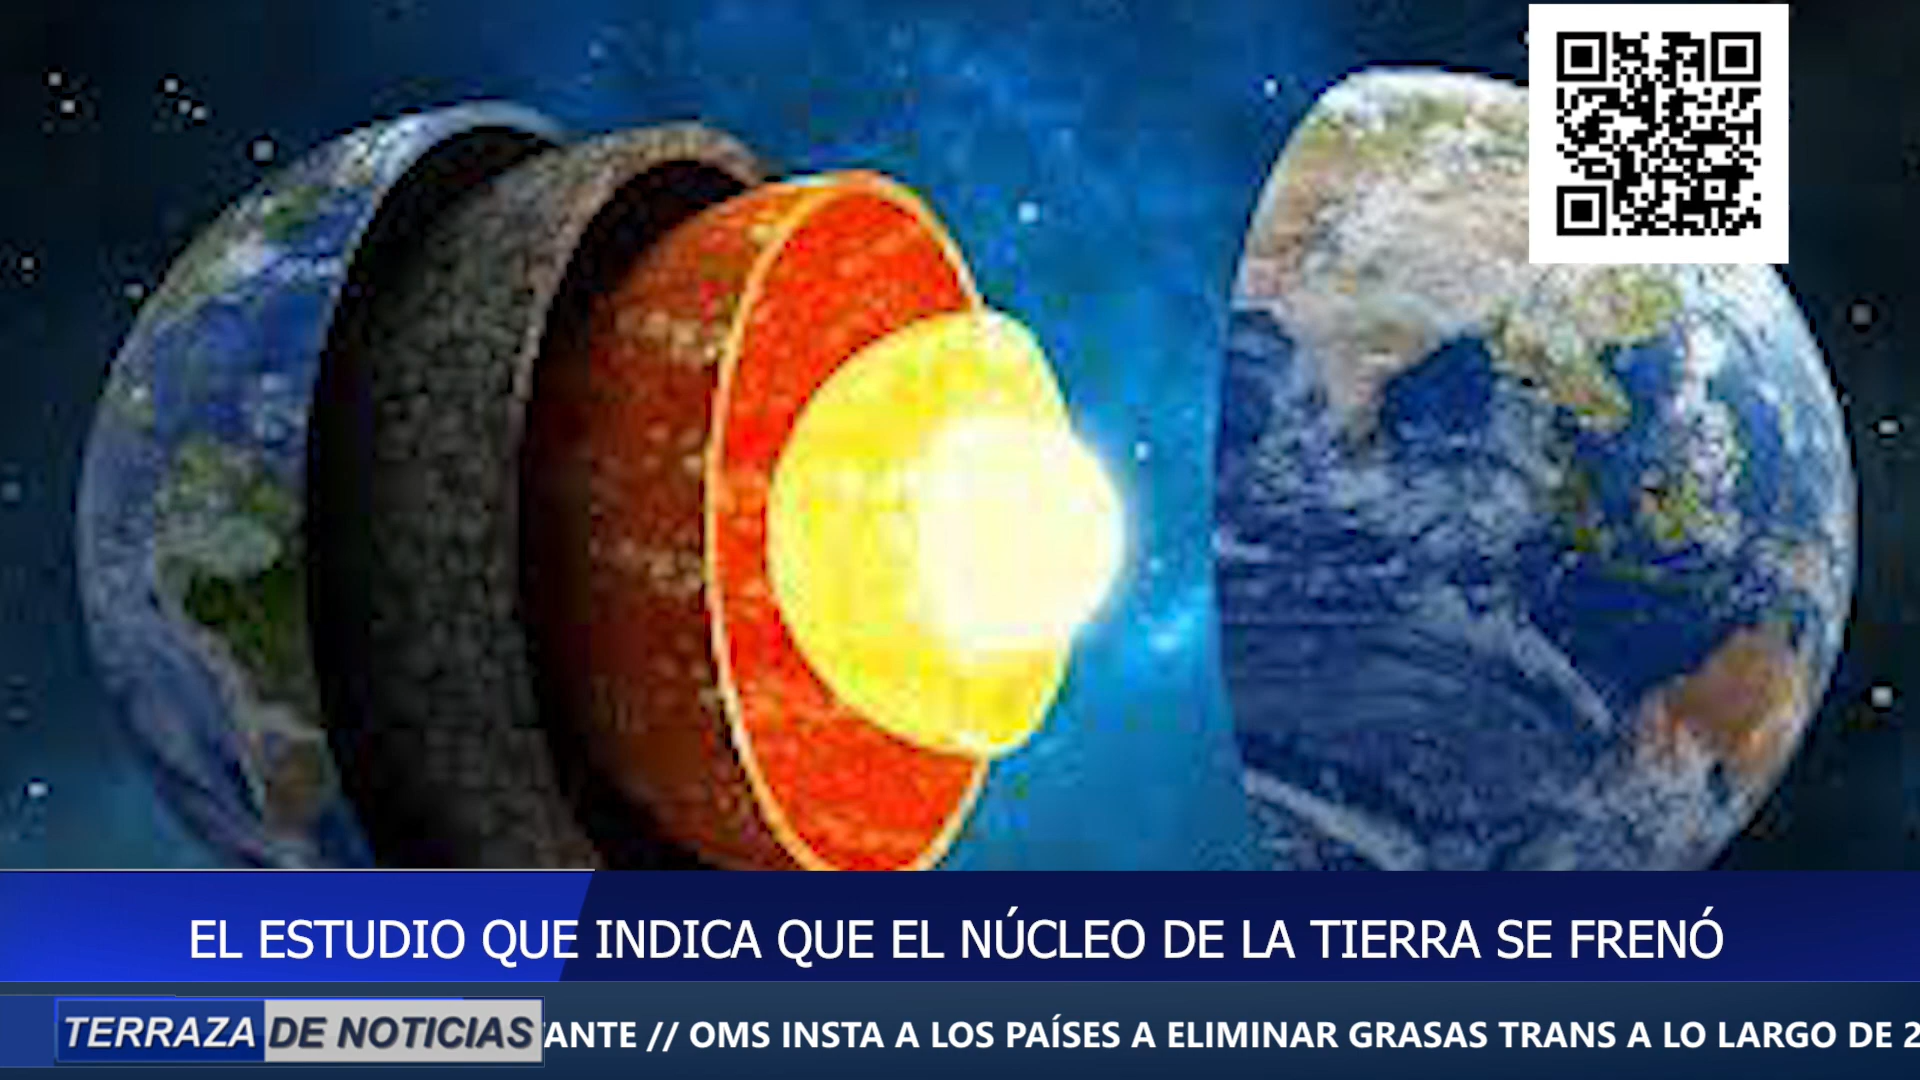 EL ESTUDIO QUE INDICA QUE EL NÚCLEO DE LA TIERRA SE FRENÓ
TERRAZA DE NOTICIAS
// OMS INSTA A LOS PAÍSES A ELIMINAR GRASAS TRANS A LO LARGO DE